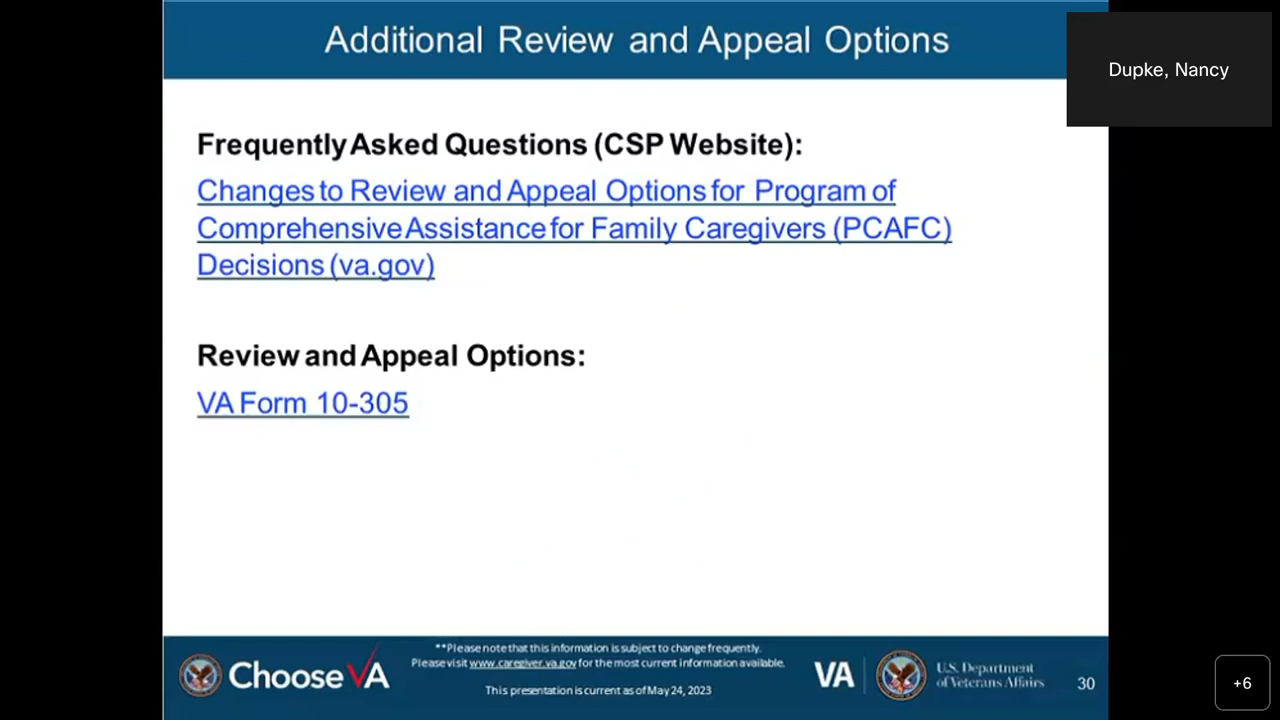 Additional Review and Appeal Options
Dupke, Nancy
Frequently Asked Questions (CSP Website):
Changes to Review and Appeal Options for Program of
Comprehensive Assistance for Family Caregivers (PCAFC)
Decisions (va.gov)
Review and Appeal Options:
VA Form 10-305
**Please note that this information is subject to change frequently.
Please visit www.caregiver.va.gov for the most current information available.
This presentation is current as of May 24, 2023
Choose VA
VA
U.S. Department
of Veterans Affairs
30
+6